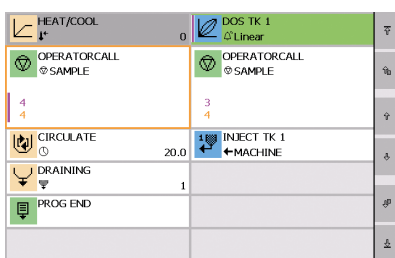 HEAT/COOL
0
DOS TK 1
Linear
OPERATORCALL
SAMPLE
4
4
OPERATORCALL
SAMPLE
3
4
CIRCULATE
20.0
1
INJECT TK 1
MACHINE
DRAINING
1
PROG END